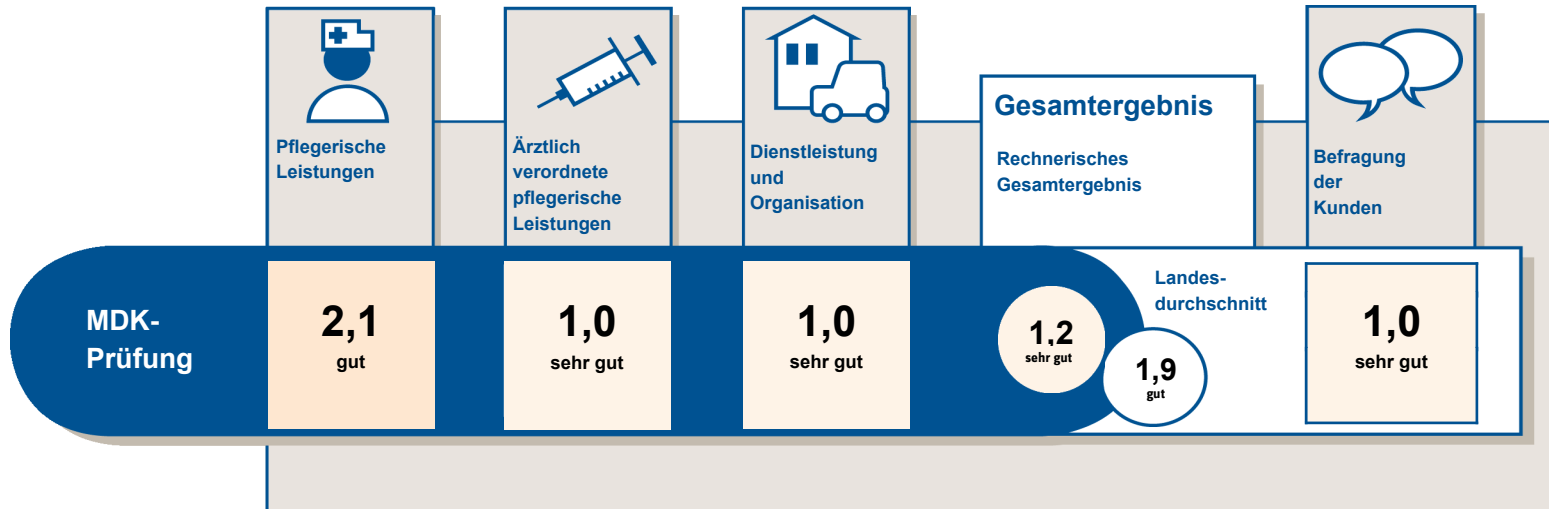 Pflegerische
Leistungen
Ärztlich
verordnete
pflegerische
Leistungen
Dienstleistung
und
Organisation
Gesamtergebnis
Rechnerisches
Gesamtergebnis
Befragung
der
Kunden
MDK-
Prüfung
2,1
gut
1,0
sehr gut
1,0
sehr gut
1,2
sehr gut
Landes-
durchschnitt
1,9
gut
1,0
sehr gut